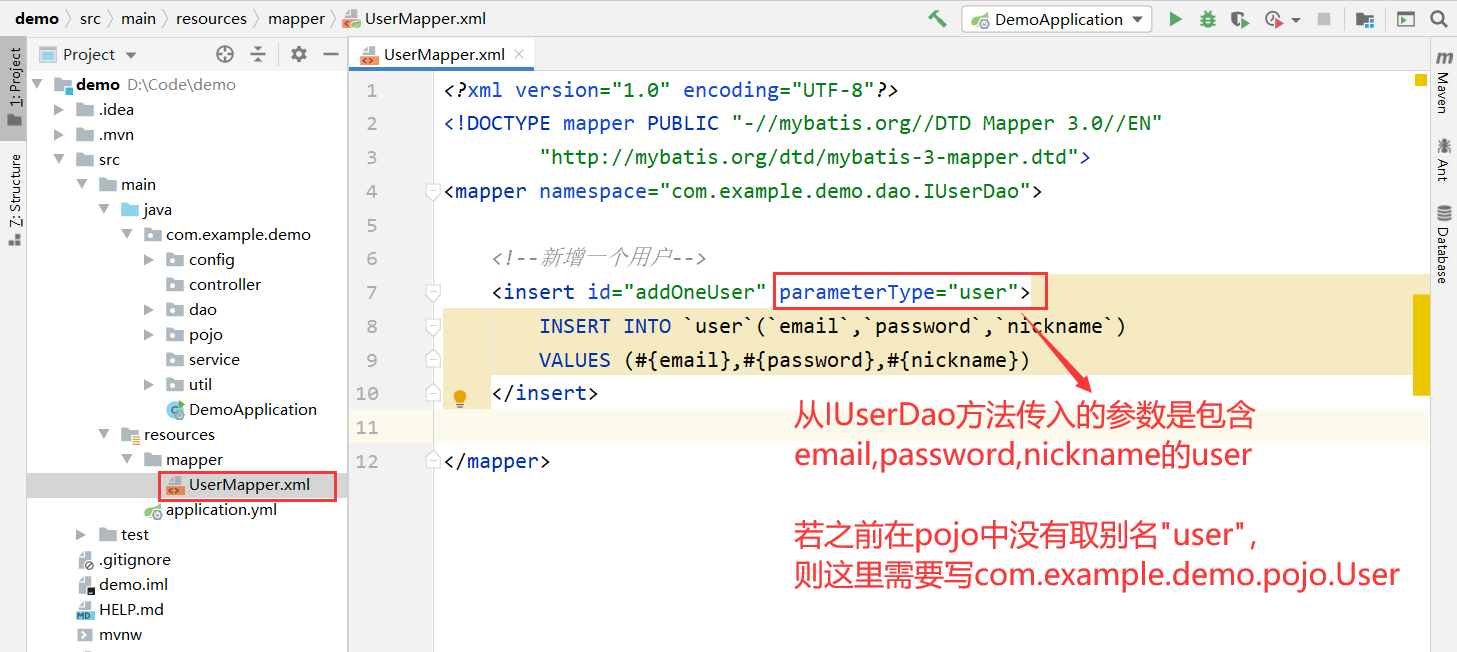 demo src main resources mapper UserMapper.xml DemoApplication
1: Project
Project
UserMapper.xml
demo D:\Code\demo
.idea
.mvn
src
main
java
com.example.demo
config
controller
dao
pojo
service
util
DemoApplication
resources
mapper
UserMapper.xml
application.yml
test
.gitignore
demo.iml
HELP.md
mvnw
Z: Structure
1 <?xml version="1.0" encoding="UTF-8"?>
2 <!DOCTYPE mapper PUBLIC "-//mybatis.org//DTD Mapper 3.0//EN"
3 "http://mybatis.org/dtd/mybatis-3-mapper.dtd">
4 <mapper namespace="com.example.demo.dao.IUserDao">
5
6 <!--新增一个用户-->
7 <insert id="addOneUser" parameterType="user">
8 INSERT INTO `user`(`email`,`password`,`nickname`)
9 VALUES (#{email},#{password},#{nickname})
10 </insert>
11
12 </mapper>
从IUserDao方法传入的参数是包含
email,password,nickname的user
若之前在pojo中没有取别名"user",
则这里需要写com.example.demo.pojo.User
m
Maven
Ant
Database